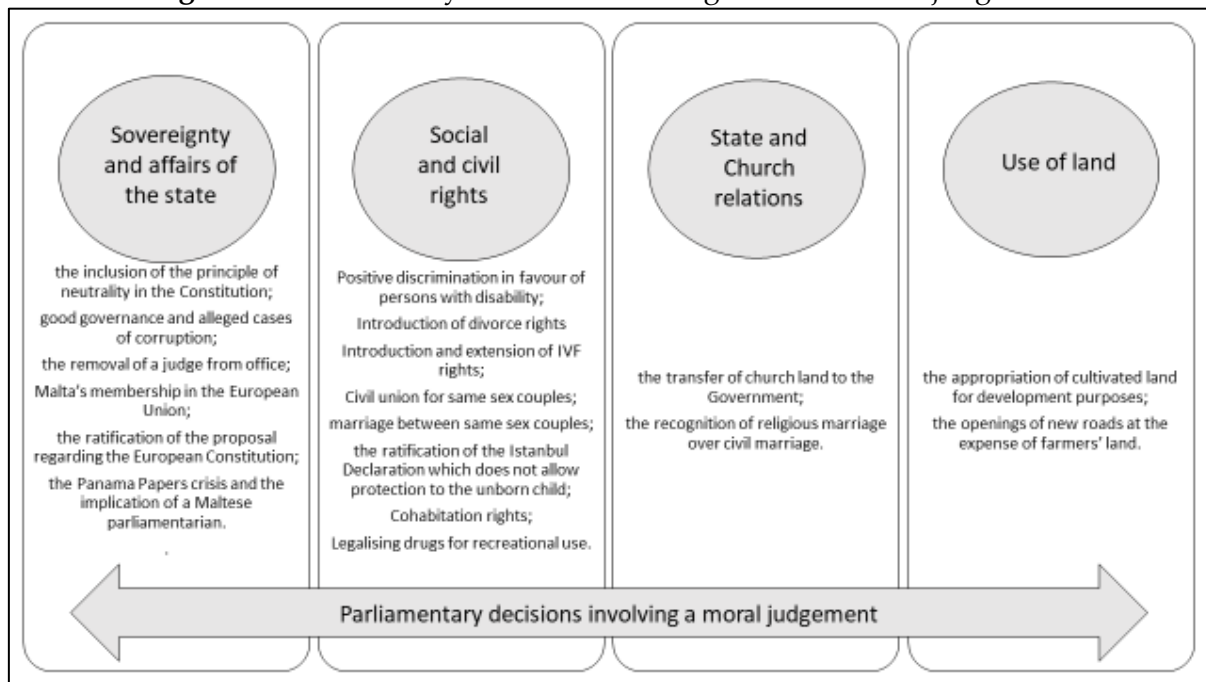 Sovereignty
and affairs of
the state
the inclusion of the principle of
neutrality in the Constitution;
good governance and alleged cases
of corruption;
the removal of a judge from office;
Malta's membership in the European
Union;
the ratification of the proposal
regarding the European Constitution;
the Panama Papers crisis and the
implication of a Maltese
parliamentarian.
.
Social
and civil
rights
Positive discrimination in favour of
persons with disability;
Introduction of divorce rights
Introduction and extension of IVF
rights;
Civil union for same sex couples;
marriage between same sex couples;
the ratification of the Istanbul
Declaration which does not allow
protection to the unborn child;
Cohabitation rights;
Legalising drugs for recreational use.
State and
Church
relations
the transfer of church land to the
Government;
the recognition of religious marriage
over civil marriage.
Use of land
the appropriation of cultivated land
for development purposes;
the openings of new roads at the
expense of farmers' land.
Parliamentary decisions involving a moral judgement